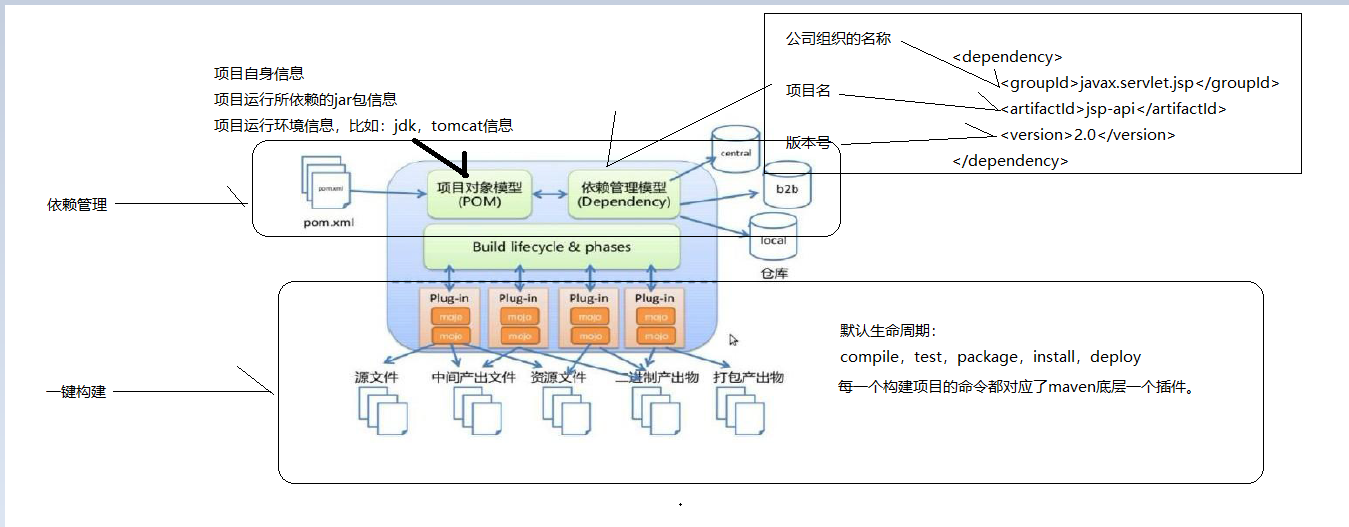 公司组织的名称
<dependency>
<groupId>javax.servlet.jsp</groupId>
项目名
<artifactId>jsp-api</artifactId>
版本号
<version>2.0</version>
</dependency>
项目自身信息
项目运行所依赖的jar包信息
项目运行环境信息，比如：jdk，tomcat信息
依赖管理
pom.xml
pom.xml
项目对象模型
(POM)
依赖管理模型
(Dependency)
central
b2b
local
仓库
Build lifecycle & phases
Plug-in
mojo
mojo
Plug-in
mojo
mojo
Plug-in
mojo
mojo
Plug-in
mojo
mojo
一键构建
源文件
中间产出文件
资源文件
二进制产出物
打包产出物
默认生命周期：
compile，test，package，install，deploy
每一个构建项目的命令都对应了maven底层一个插件。